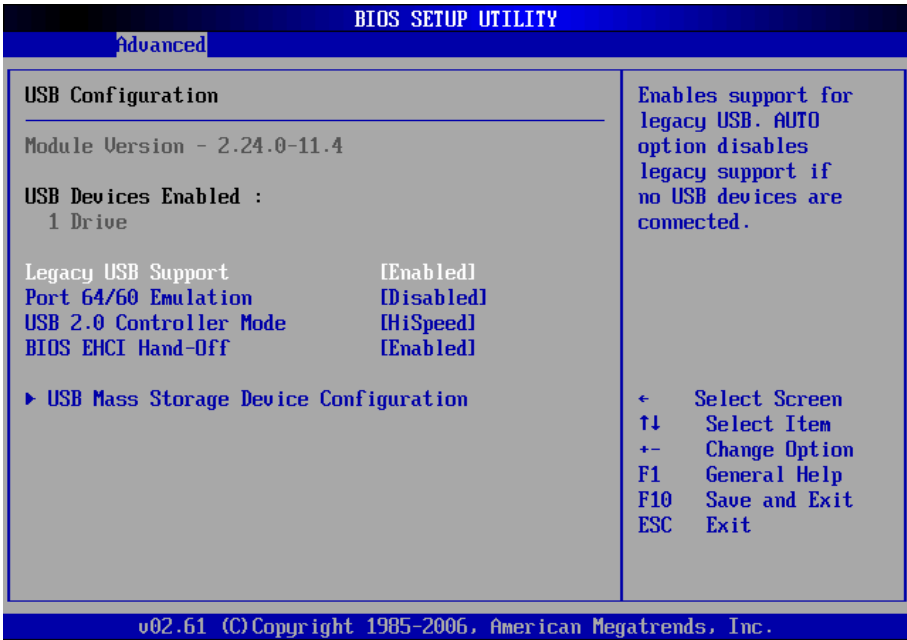 BIOS SETUP UTILITY
Advanced
USB Configuration
Module Version - 2.24.0-11.4
USB Devices Enabled :
1 Drive
Legacy USB Support [Enabled]
Port 64/60 Emulation [Disabled]
USB 2.0 Controller Mode [HiSpeed]
BIOS EHCI Hand-Off [Enabled]
▶ USB Mass Storage Device Configuration
Enables support for
legacy USB. AUTO
option disables
legacy support if
no USB devices are
connected.
← Select Screen
↑↓ Select Item
+- Change Option
F1 General Help
F10 Save and Exit
ESC Exit
v02.61 (C)Copyright 1985-2006, American Megatrends, Inc.